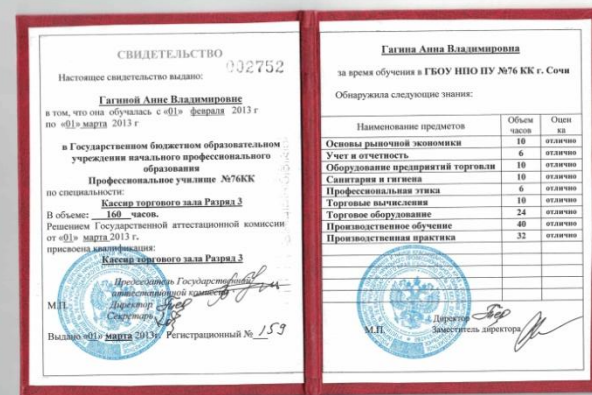 СВИДЕТЕЛЬСТВО
002752
Настоящее свидетельство выдано:
Гагиной Анне Владимировне
в том, что она обучалась с «01» февраля 2013 г
по «01» марта 2013 г
в Государственном бюджетном образовательном
учреждении начального профессионального
образования
Профессиональное училище №76КК
по специальности:
Кассир торгового зала Разряд 3
В объеме: 160 часов.
Решением Государственной аттестационной комиссии
от «01» марта 2013 г.
присвоена квалификация:
Кассир торгового зала Разряд 3
Председатель Государственной
аттестационной комиссии
М.П. Директор
Секретарь
Выдано «01» марта 2013г. Регистрационный № 159
Гагина Анна Владимировна
за время обучения в ГБОУ НПО ПУ №76 КК г. Сочи
Обнаружила следующие знания:
Наименование предметов Объем часов Оцен ка
Основы рыночной экономики 10 отлично
Учет и отчетность 6 отлично
Оборудование предприятий торговли 10 отлично
Санитария и гигиена 10 отлично
Профессиональная этика 6 отлично
Торговые вычисления 10 отлично
Торговое оборудование 24 отлично
Производственное обучение 40 отлично
Производственная практика 32 отлично
Директор
М.П. Заместитель директора